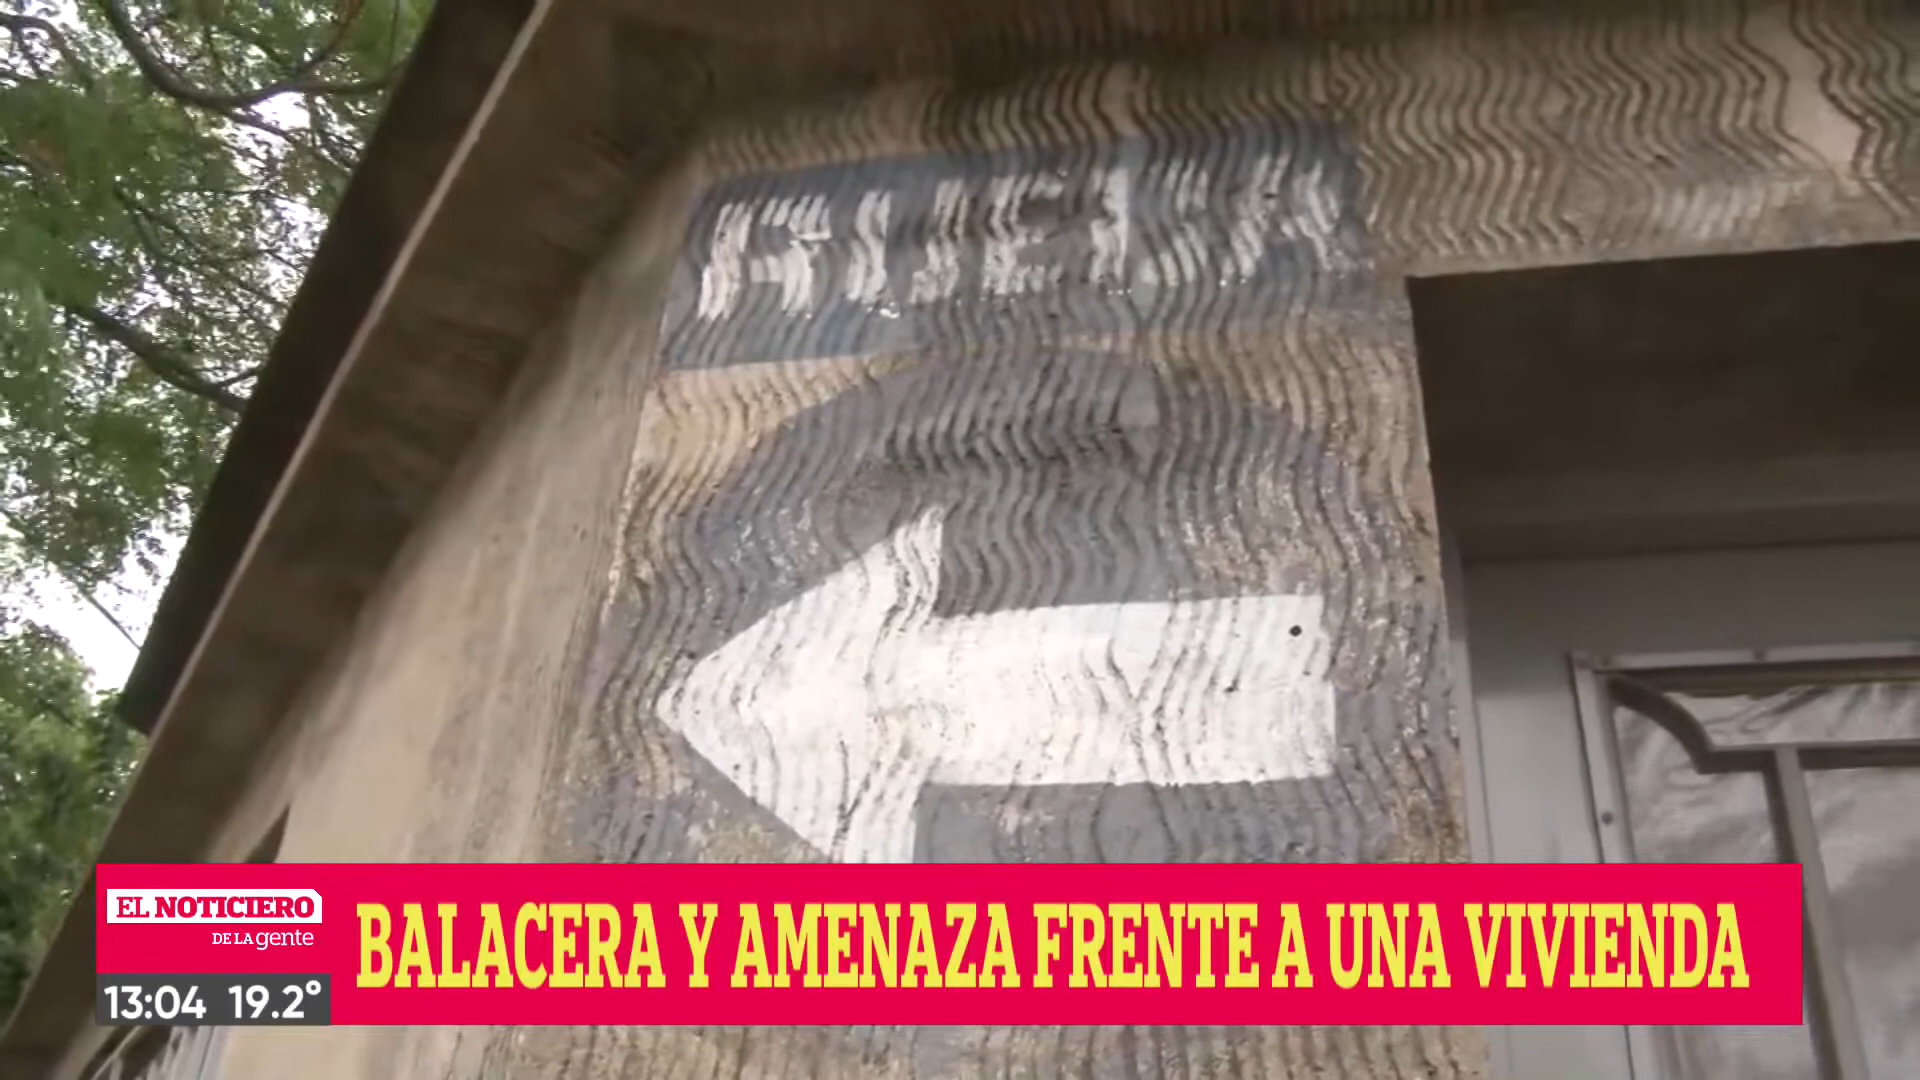 EL NOTICIERO
DE LA gente
BALACERA Y AMENAZA FRENTE A UNA VIVIENDA
13:04 19.2°